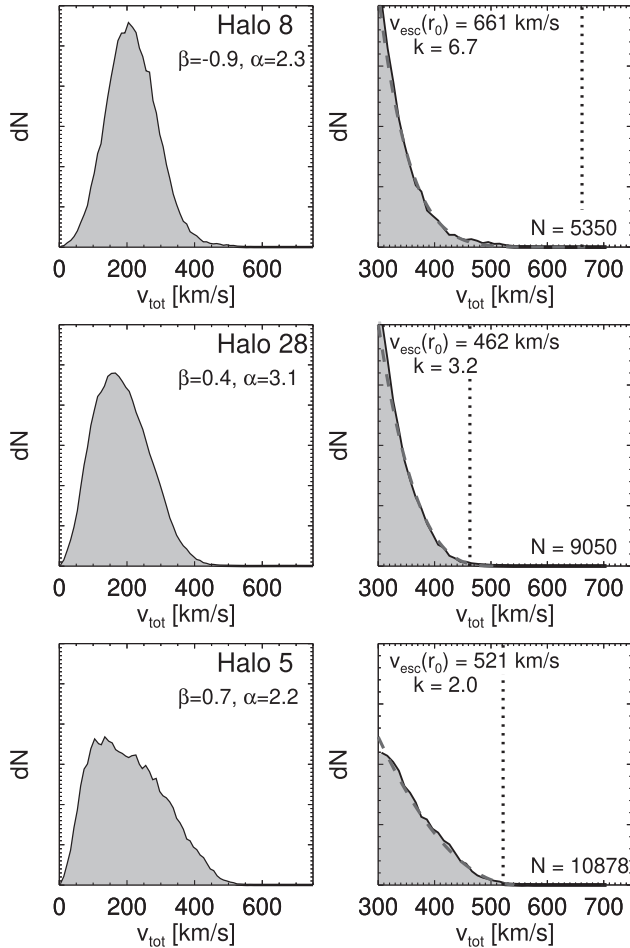 Halo 8
β=-0.9, α=2.3
dN
0 200 400 600
v_tot [km/s]
v_esc(r_0) = 661 km/s
k = 6.7
N = 5350
dN
300 400 500 600 700
v_tot [km/s]
Halo 28
β=0.4, α=3.1
dN
0 200 400 600
v_tot [km/s]
v_esc(r_0) = 462 km/s
k = 3.2
N = 9050
dN
300 400 500 600 700
v_tot [km/s]
Halo 5
β=0.7, α=2.2
dN
0 200 400 600
v_tot [km/s]
v_esc(r_0) = 521 km/s
k = 2.0
N = 10878
dN
300 400 500 600 700
v_tot [km/s]